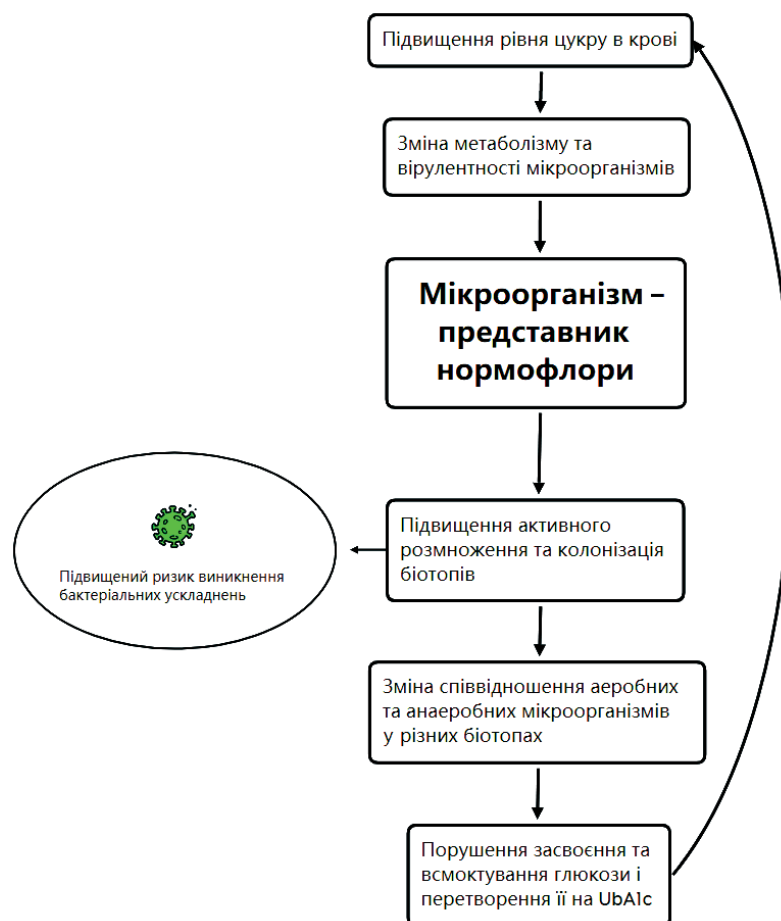 Підвищення рівня цукру в крові
Зміна метаболізму та
вірулентності мікроорганізмів
Мікроорганізм –
представник
нормофлори
Підвищення активного
розмноження та колонізація
біотопів
Підвищений ризик виникнення
бактеріальних ускладнень
Зміна співвідношення аеробних
та анаеробних мікроорганізмів
у різних біотопах
Порушення засвоєння та
всмоктування глюкози і
перетворення її на UbA1c